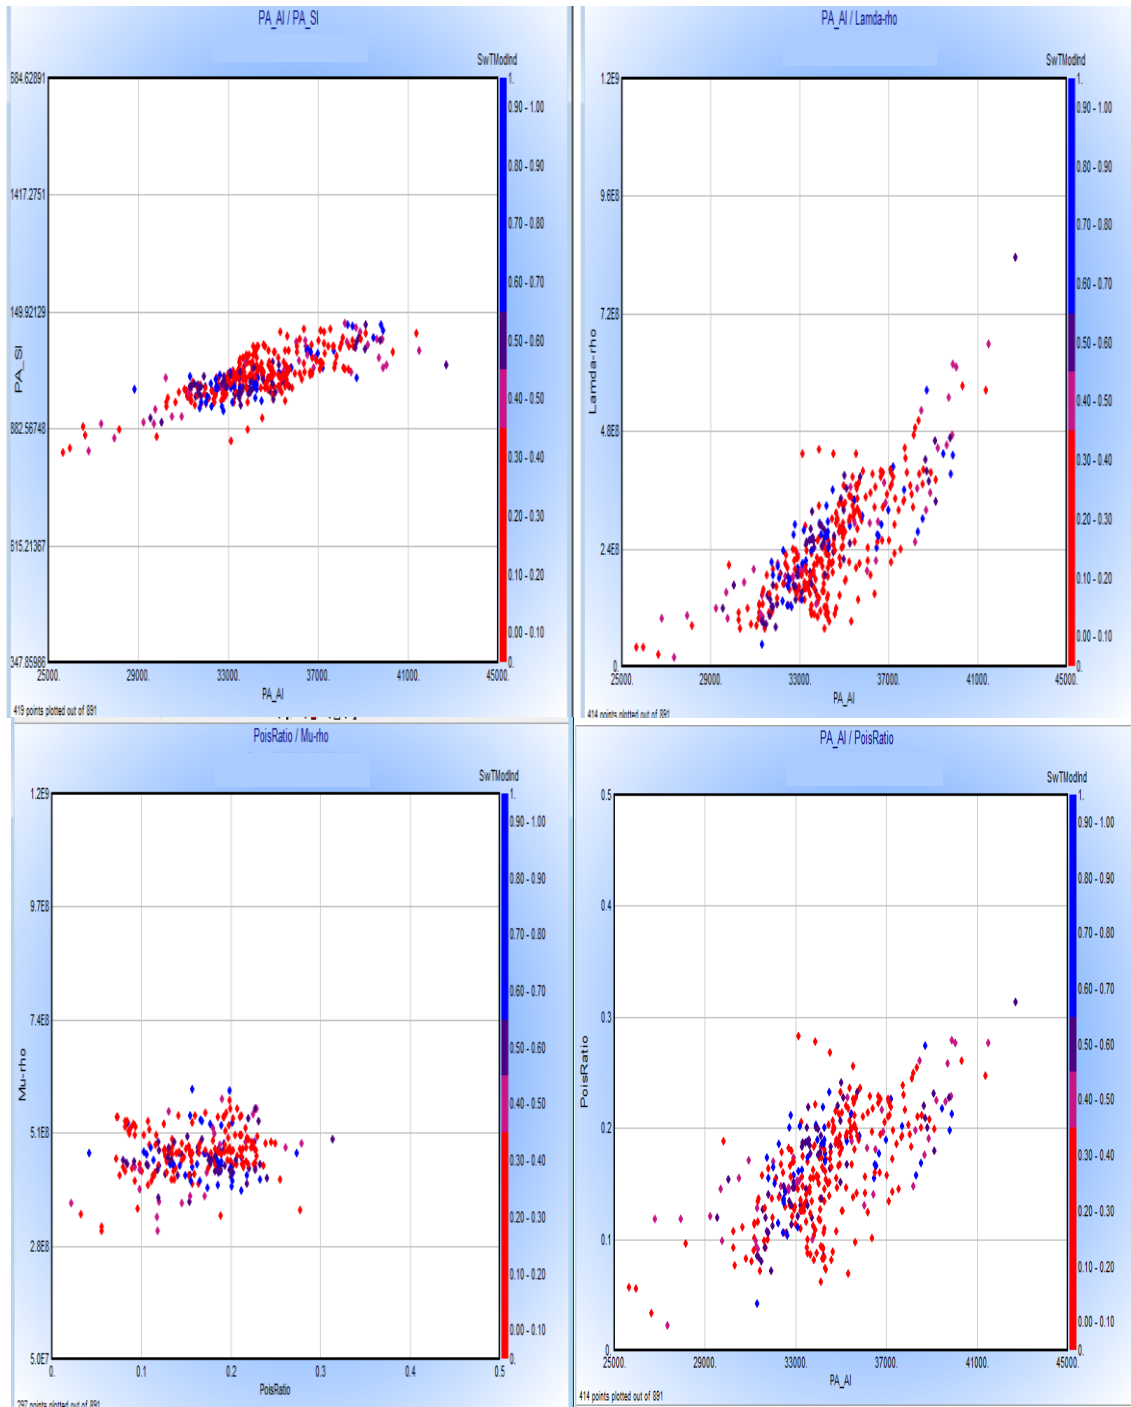 PA_AI / PA_SI
SwTModInd
684.62891
1417.2751
149.92129
882.56748
615.21367
347.85986
PA_SI
25000.
29000.
33000.
37000.
41000.
45000.
PA_AI
419 points plotted out of 891
1.
0.90 - 1.00
0.80 - 0.90
0.70 - 0.80
0.60 - 0.70
0.50 - 0.60
0.40 - 0.50
0.30 - 0.40
0.20 - 0.30
0.10 - 0.20
0.00 - 0.10
0.
PA_AI / Lamda-rho
SwTModInd
1.2E9
9.6E8
7.2E8
4.8E8
2.4E8
0.
Lamda-rho
25000.
29000.
33000.
37000.
41000.
45000.
PA_AI
414 points plotted out of 891
1.
0.90 - 1.00
0.80 - 0.90
0.70 - 0.80
0.60 - 0.70
0.50 - 0.60
0.40 - 0.50
0.30 - 0.40
0.20 - 0.30
0.10 - 0.20
0.00 - 0.10
0.
PoisRatio / Mu-rho
SwTModInd
1.2E9
9.7E8
7.4E8
5.1E8
2.8E8
5.0E7
Mu-rho
0.
0.1
0.2
0.3
0.4
0.5
PoisRatio
297 points plotted out of 891
1.
0.90 - 1.00
0.80 - 0.90
0.70 - 0.80
0.60 - 0.70
0.50 - 0.60
0.40 - 0.50
0.30 - 0.40
0.20 - 0.30
0.10 - 0.20
0.00 - 0.10
0.
PA_AI / PoisRatio
SwTModInd
0.5
0.4
0.3
0.2
0.1
0.
PoisRatio
25000.
29000.
33000.
37000.
41000.
45000.
PA_AI
414 points plotted out of 891
1.
0.90 - 1.00
0.80 - 0.90
0.70 - 0.80
0.60 - 0.70
0.50 - 0.60
0.40 - 0.50
0.30 - 0.40
0.20 - 0.30
0.10 - 0.20
0.00 - 0.10
0.